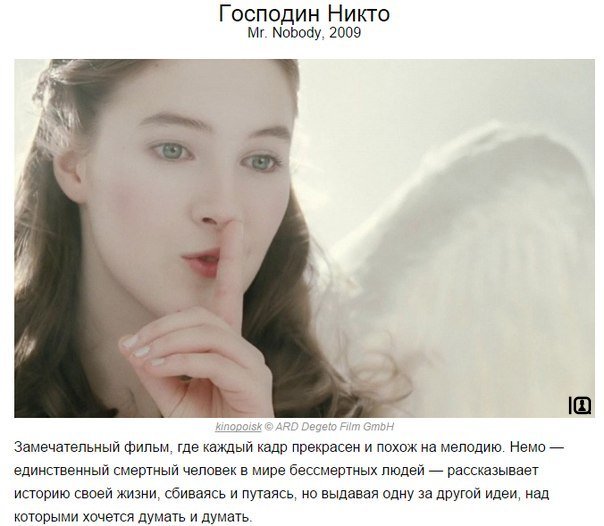 Господин Никто
Mr. Nobody, 2009
kinopoisk © ARD Degeto Film GmbH
Замечательный фильм, где каждый кадр прекрасен и похож на мелодию. Немо —
единственный смертный человек в мире бессмертных людей — рассказывает
историю своей жизни, сбиваясь и путаясь, но выдавая одну за другой идеи, над
которыми хочется думать и думать.